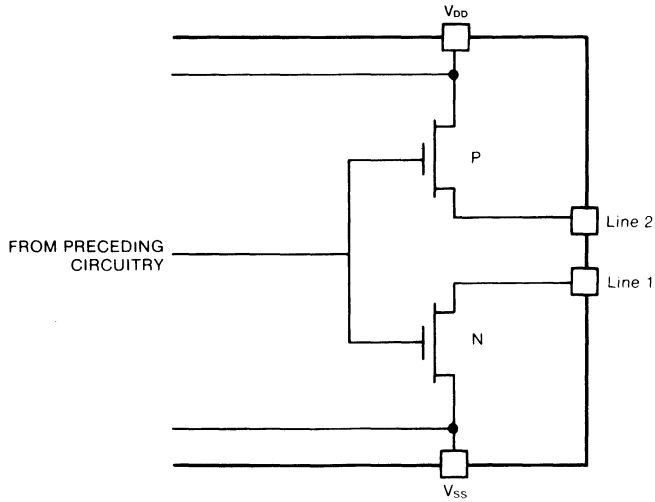 VDD
P
Line 2
FROM PRECEDING
CIRCUITRY
Line 1
N
VSS